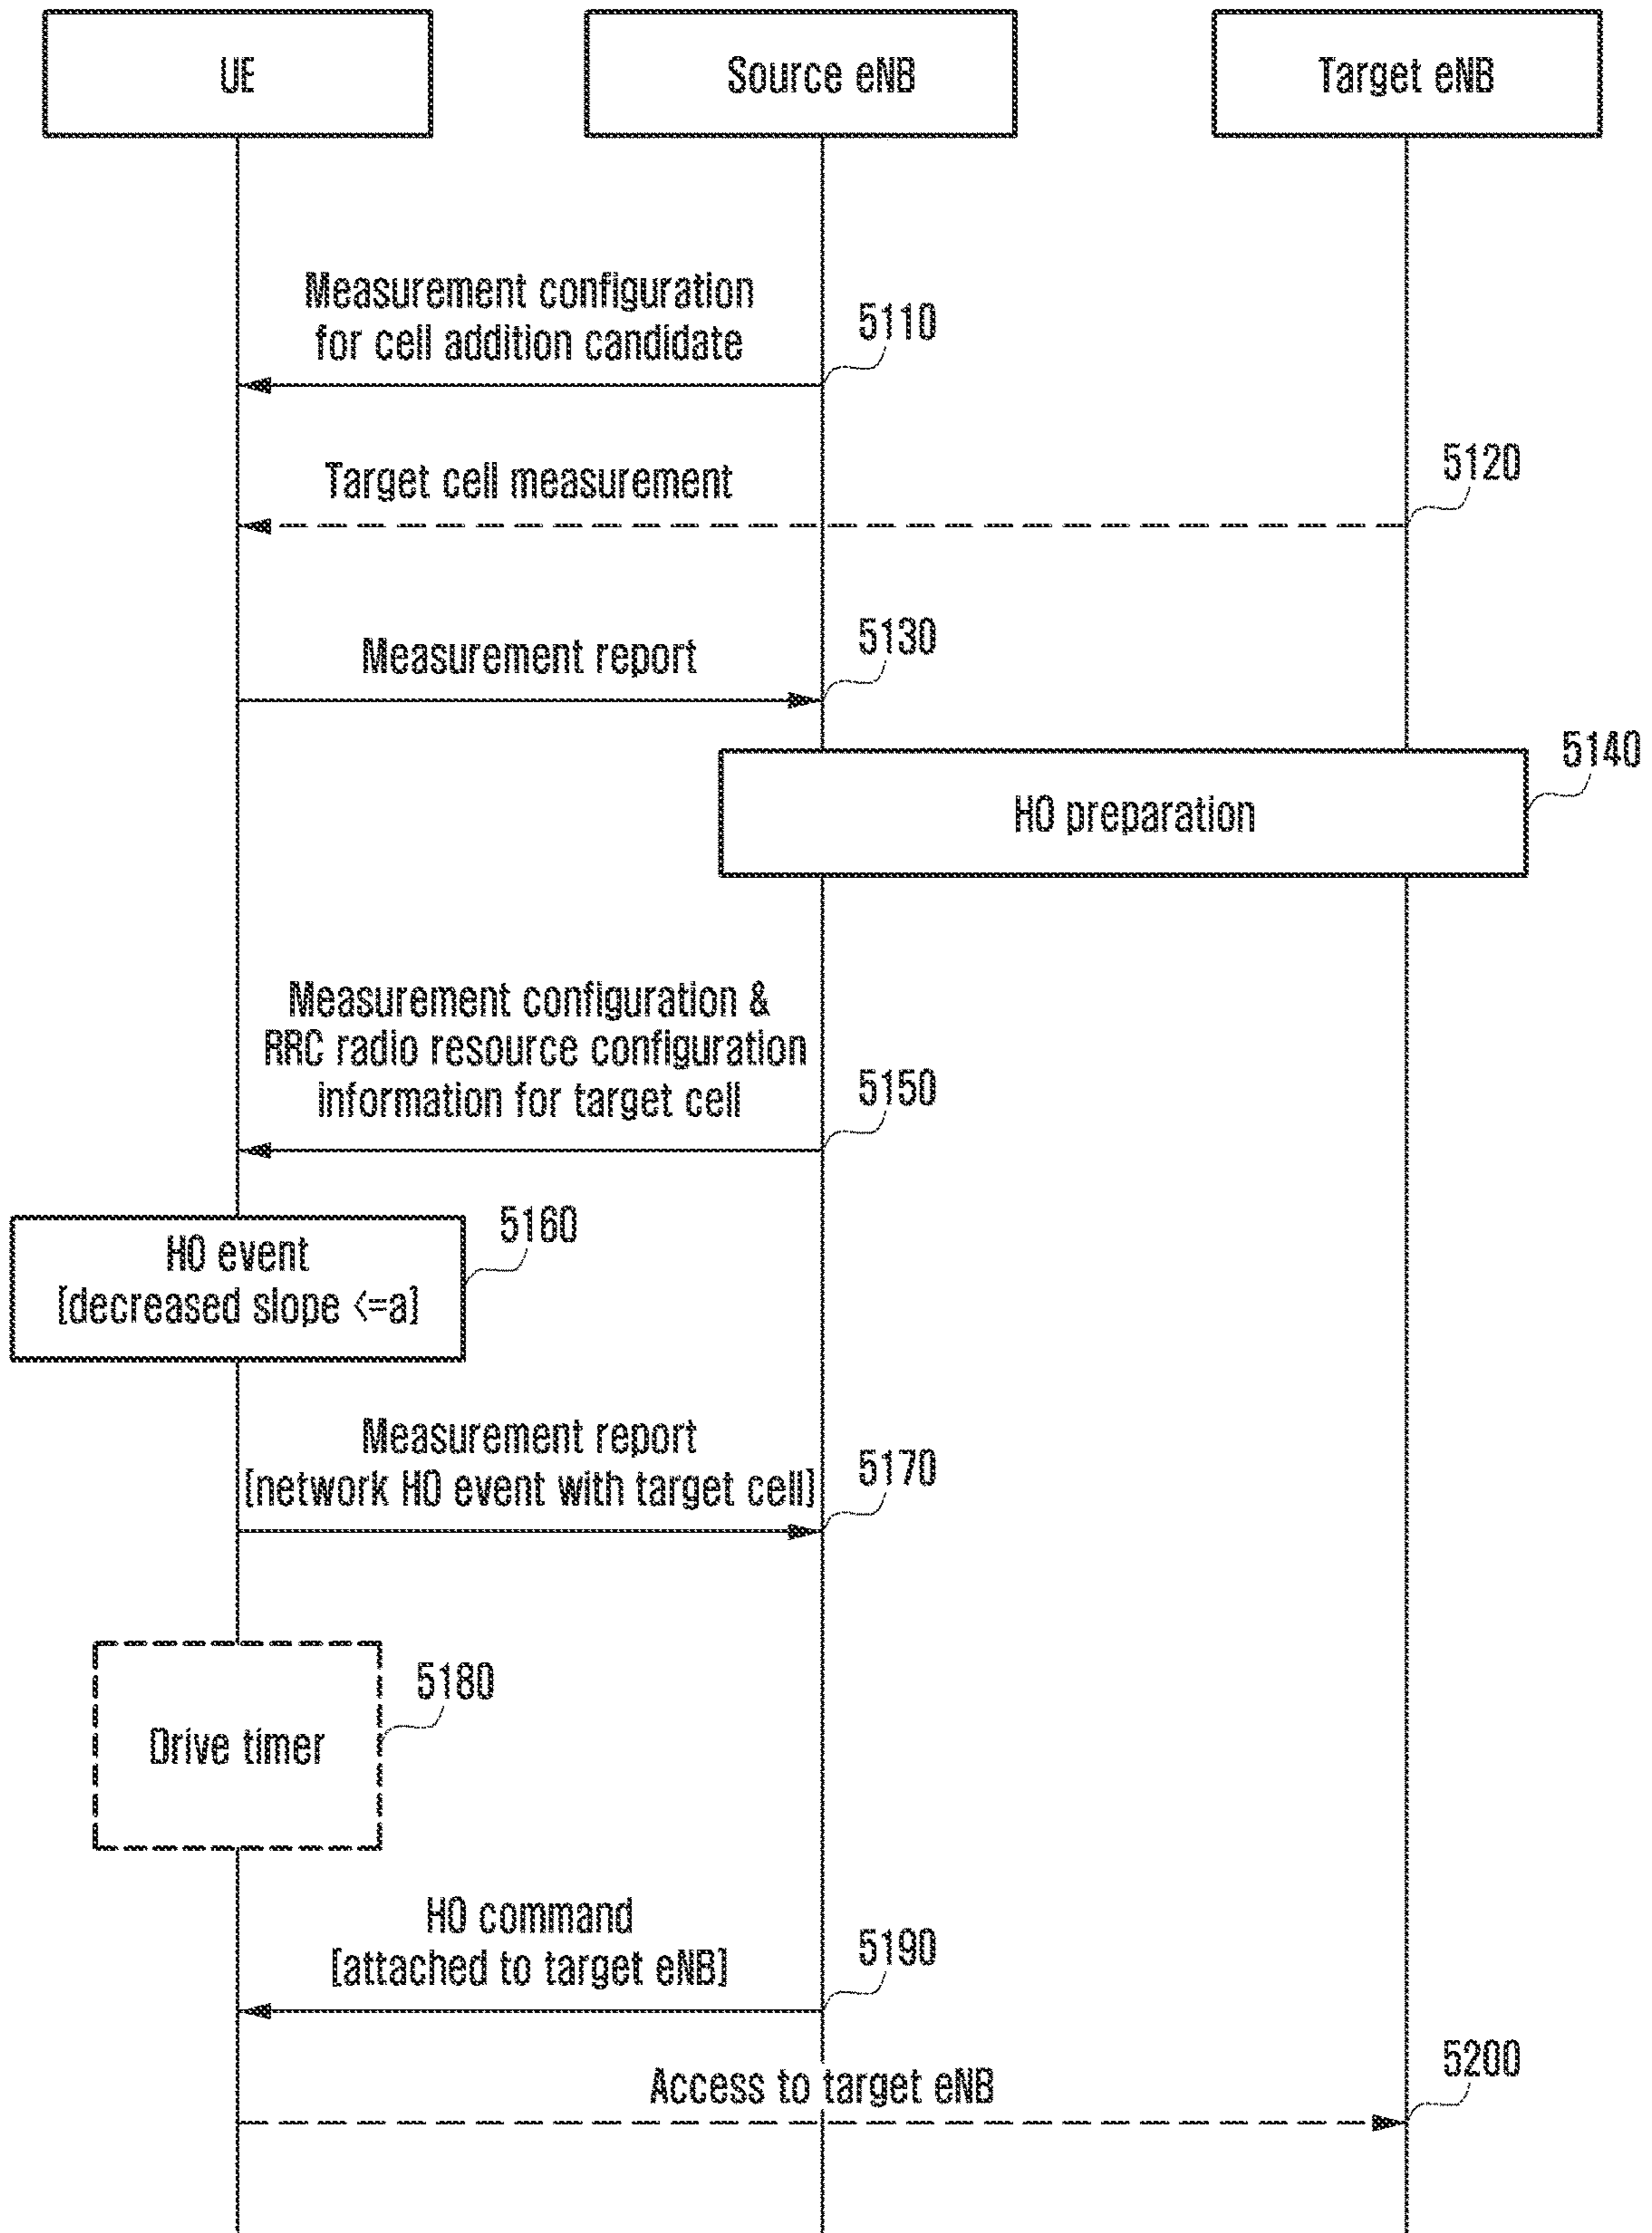 UE
Source eNB
Target eNB
Measurement configuration
for cell addition candidate
5110
Target cell measurement
5120
Measurement report
5130
HO preparation
5140
Measurement configuration &
RRC radio resource configuration
information for target cell
5150
HO event
[decreased slope <=a]
5160
Measurement report
[network HO event with target cell]
5170
Drive timer
5180
HO command
[attached to target eNB]
5190
Access to target eNB
5200